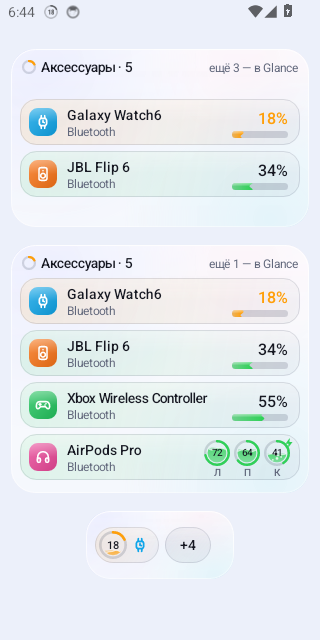 6:44
18
Аксессуары · 5
ещё 3 — в Glance
Galaxy Watch6
18%
Bluetooth
JBL Flip 6
34%
Bluetooth
Аксессуары · 5
ещё 1 — в Glance
Galaxy Watch6
18%
Bluetooth
JBL Flip 6
34%
Bluetooth
Xbox Wireless Controller
55%
Bluetooth
AirPods Pro
72 64 41
Bluetooth
Л П К
18
+4